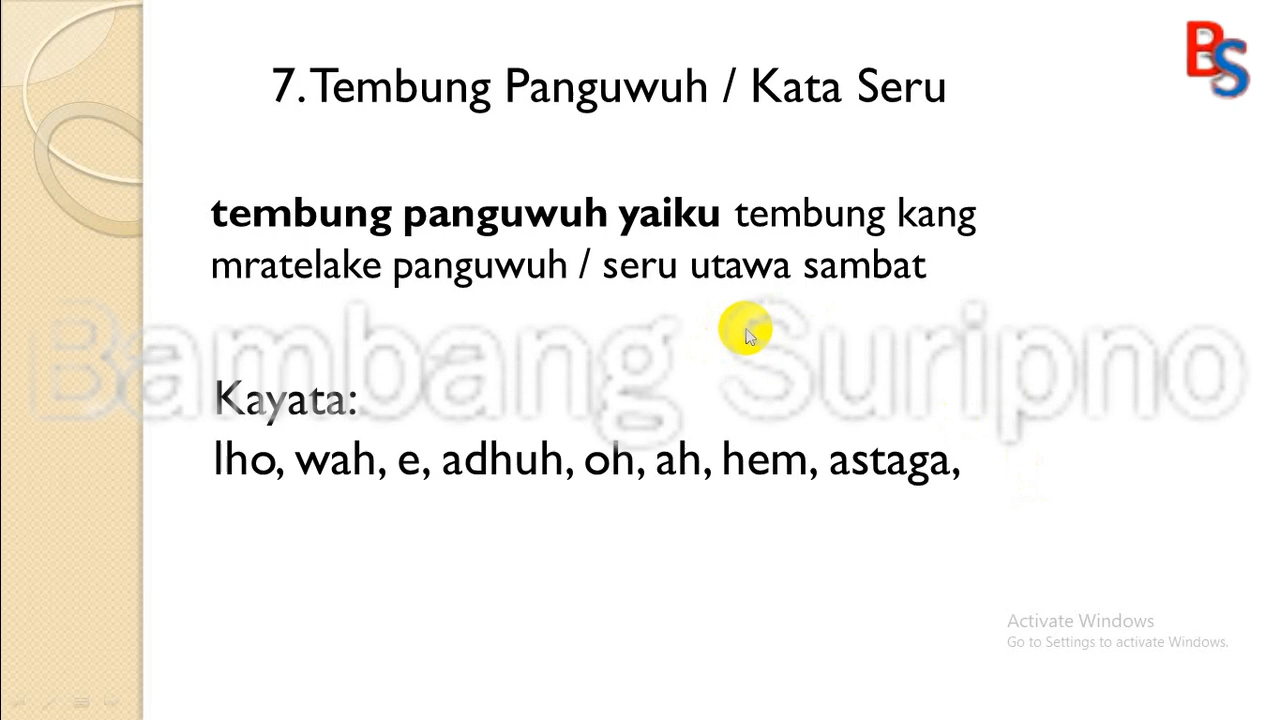 BS
7. Tembung Panguwuh / Kata Seru
tembung panguwuh yaiku tembung kang
mratelake panguwuh / seru utawa sambat
Bambang Suripno
Kayata:
lho, wah, e, adhuh, oh, ah, hem, astaga,
Activate Windows
Go to Settings to activate Windows.